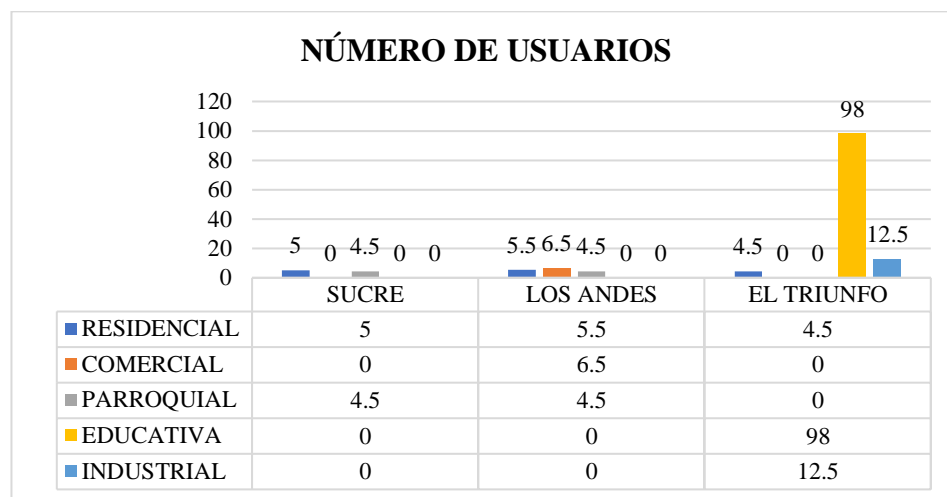 NÚMERO DE USUARIOS
120
100
80
60
40
20
0
5 0 4.5 0 0
5.5 6.5 4.5 0 0
4.5 0 0 98 12.5
SUCRE LOS ANDES EL TRIUNFO
RESIDENCIAL 5 5.5 4.5
COMERCIAL 0 6.5 0
PARROQUIAL 4.5 4.5 0
EDUCATIVA 0 0 98
INDUSTRIAL 0 0 12.5